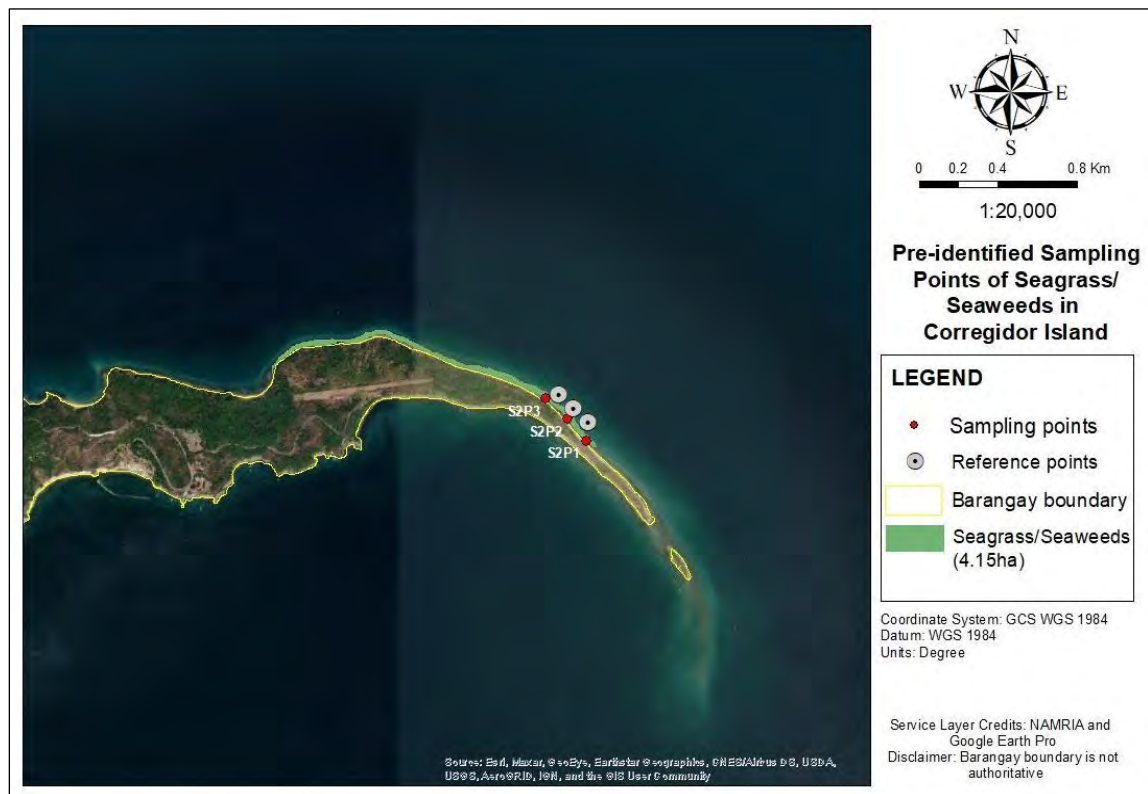 N
W E
S
0 0.2 0.4 0.8 Km
1:20,000
Pre-identified Sampling
Points of Seagrass/
Seaweeds in
Corregidor Island
LEGEND
Sampling points
Reference points
Barangay boundary
Seagrass/Seaweeds
(4.15ha)
Coordinate System: GCS WGS 1984
Datum: WGS 1984
Units: Degree
Service Layer Credits: NAMRIA and
Google Earth Pro
Disclaimer: Barangay boundary is not
authoritative
S2P3
S2P2
S2P1
Source: Esri, Maxar, GeoEye, Earthstar Geographics, CNES/Airbus DS, USDA,
USGS, AeroGRID, IGN, and the GIS User Community